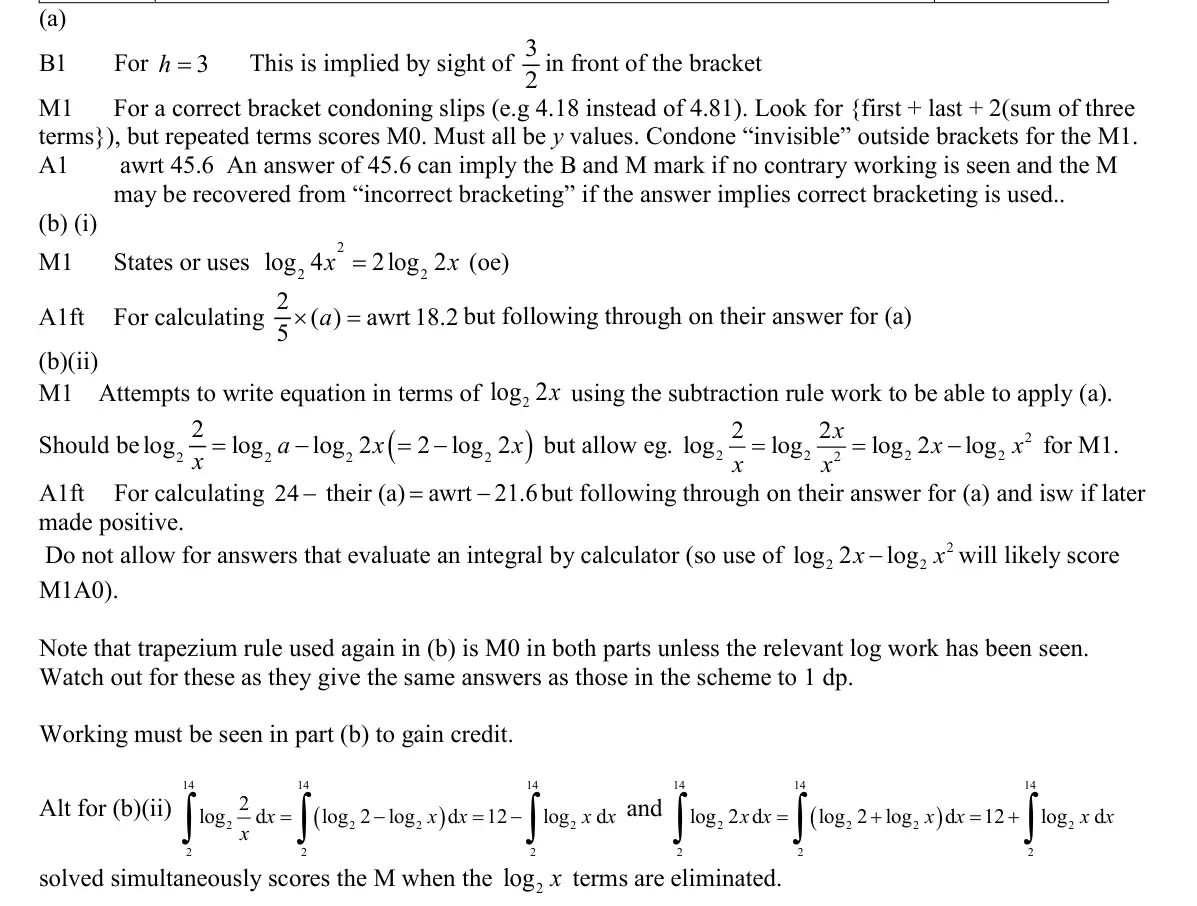 (a)
B1 For h = 3 This is implied by sight of 3/2 in front of the bracket
M1 For a correct bracket condoning slips (e.g 4.18 instead of 4.81). Look for {first + last + 2(sum of three
terms}), but repeated terms scores M0. Must all be y values. Condone “invisible” outside brackets for the M1.
A1 awrt 45.6 An answer of 45.6 can imply the B and M mark if no contrary working is seen and the M
may be recovered from “incorrect bracketing” if the answer implies correct bracketing is used..
(b) (i)
M1 States or uses log₂ 4x² = 2 log₂ 2x (oe)
A1ft For calculating 2/5 × (a) = awrt 18.2 but following through on their answer for (a)
(b)(ii)
M1 Attempts to write equation in terms of log₂ 2x using the subtraction rule work to be able to apply (a).
Should be log₂ 2/x = log₂ a − log₂ 2x (= 2 − log₂ 2x) but allow eg. log₂ 2/x = log₂ 2x/x² = log₂ 2x − log₂ x² for M1.
A1ft For calculating 24 − their (a) = awrt − 21.6 but following through on their answer for (a) and isw if later
made positive.
Do not allow for answers that evaluate an integral by calculator (so use of log₂ 2x − log₂ x² will likely score
M1A0).
Note that trapezium rule used again in (b) is M0 in both parts unless the relevant log work has been seen.
Watch out for these as they give the same answers as those in the scheme to 1 dp.
Working must be seen in part (b) to gain credit.
Alt for (b)(ii) ∫₂¹⁴ log₂ 2/x dx = ∫₂¹⁴ (log₂ 2 − log₂ x) dx = 12 − ∫₂¹⁴ log₂ x dx and ∫₂¹⁴ log₂ 2x dx = ∫₂¹⁴ (log₂ 2 + log₂ x) dx = 12 + ∫₂¹⁴ log₂ x dx
solved simultaneously scores the M when the log₂ x terms are eliminated.